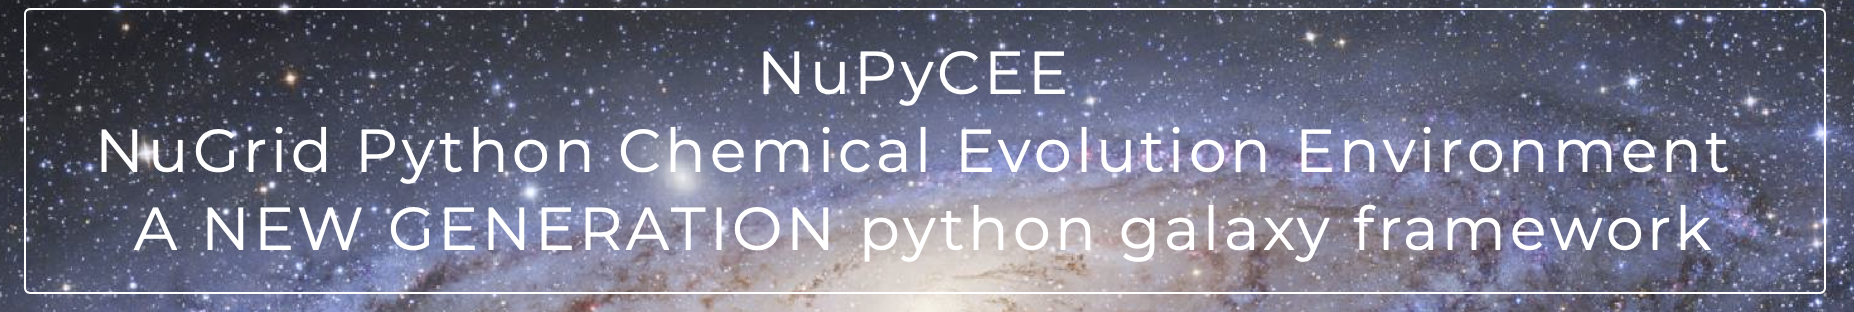 NuPyCEE
NuGrid Python Chemical Evolution Environment
A NEW GENERATION python galaxy framework